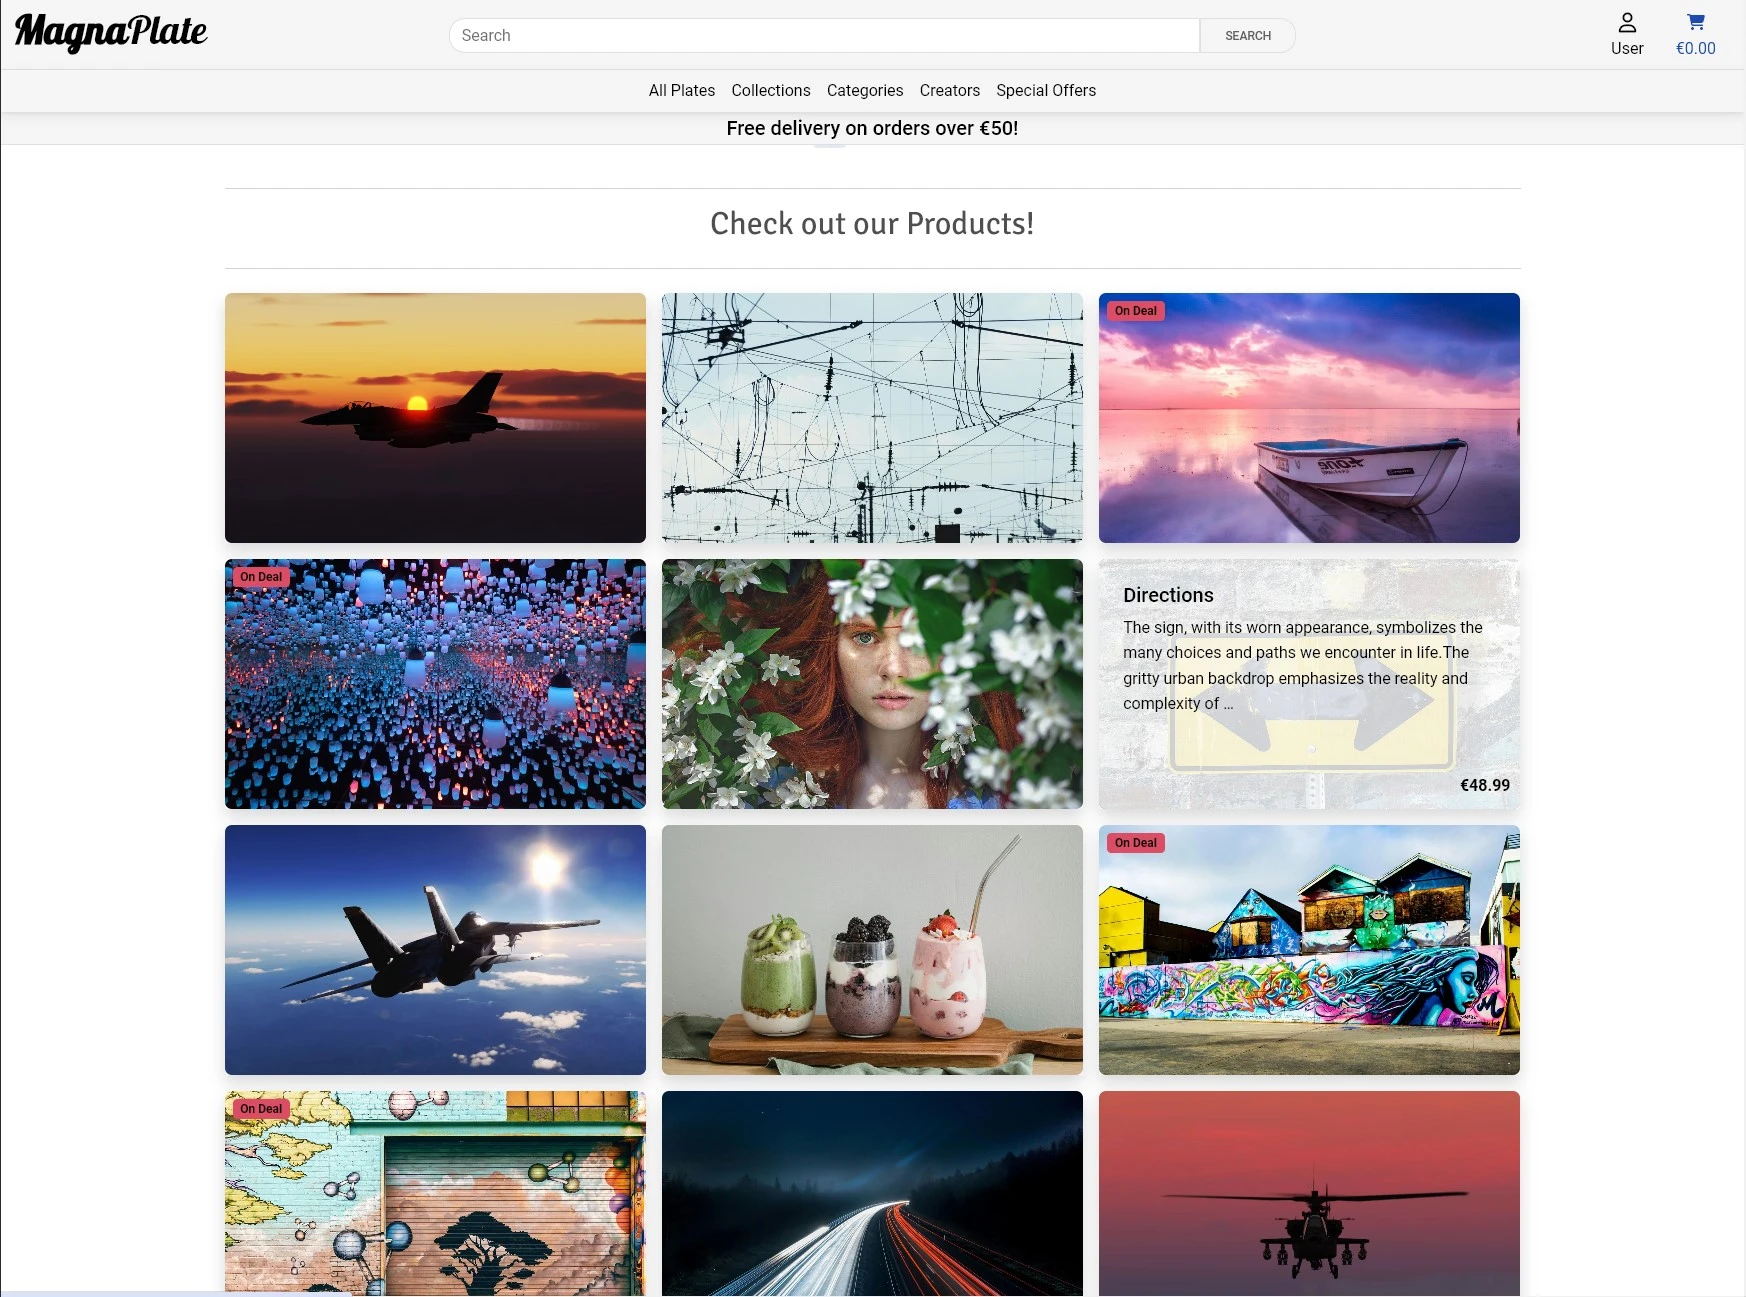 MagnaPlate
Search
SEARCH
User
€0.00
All Plates Collections Categories Creators Special Offers
Free delivery on orders over €50!
Check out our Products!
On Deal
On Deal
Directions
The sign, with its worn appearance, symbolizes the
many choices and paths we encounter in life.The
gritty urban backdrop emphasizes the reality and
complexity of ...
€48.99
On Deal
On Deal